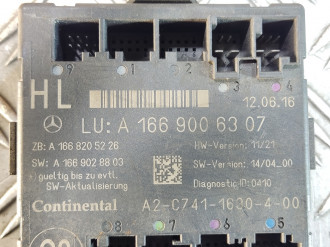 9 1 2 3 4
HL
12.06.16
LU: A 166 900 63 07
ZB: A 166 820 52 26
HW-Version: 11/21
SW: A 166 902 88 03
SW-Version: 14/04_00
gueltig bis zu evtl.
Diagnostic ID:0410
SW-Aktualisierung
Continental A2-C741-1600-4-00
8 7 6 5